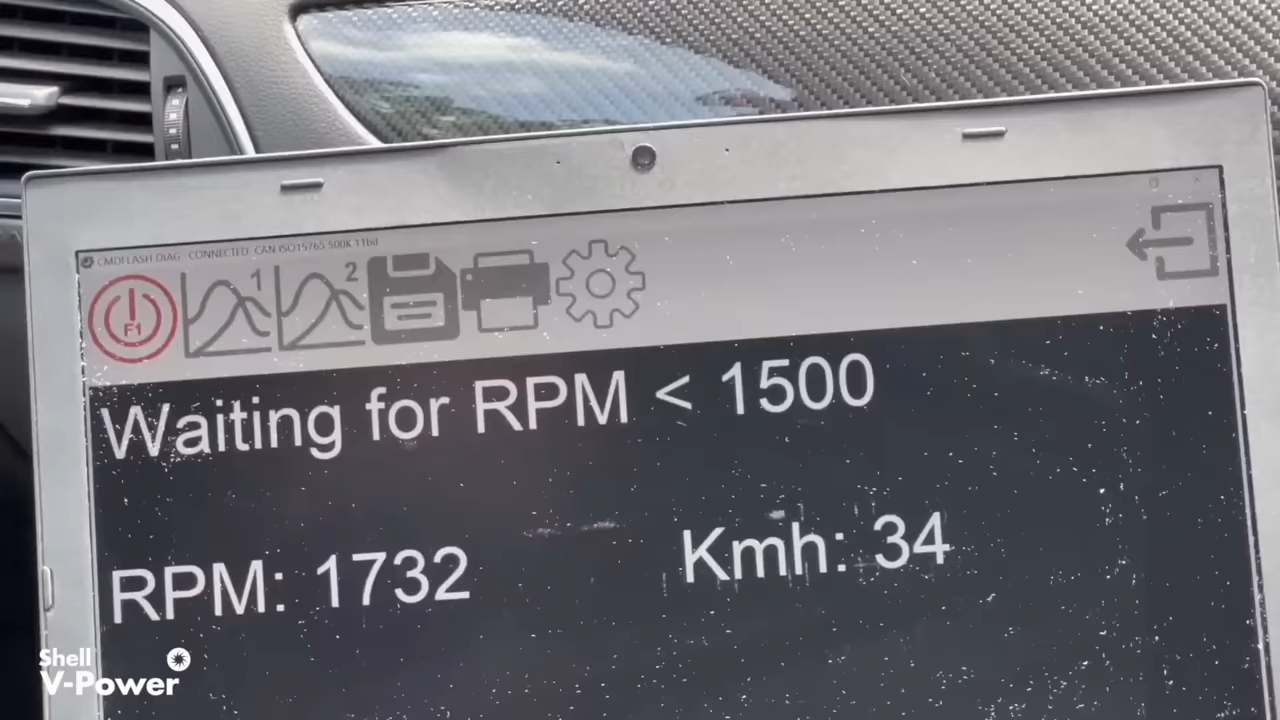 CMDFLASH DIAG - CONNECTED CAN ISO15765 500K 11bit
F1
1
2
Waiting for RPM < 1500
RPM: 1732
Kmh: 34
Shell
V-Power